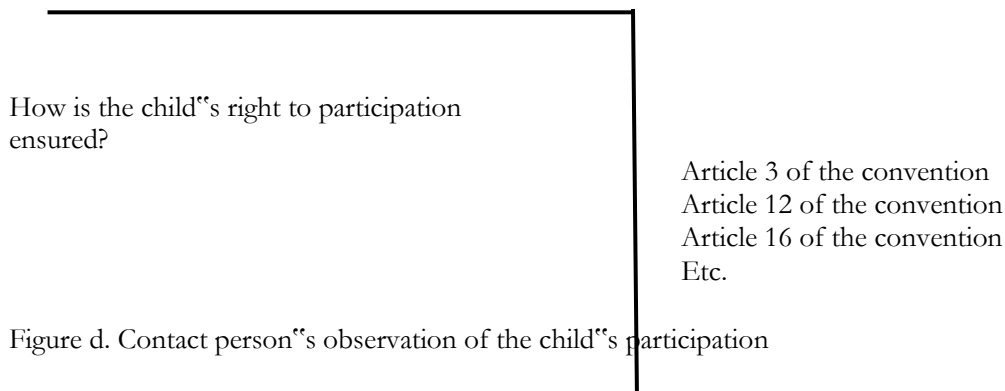 How is the child‟s right to participation
ensured?
Article 3 of the convention
Article 12 of the convention
Article 16 of the convention
Etc.
Figure d. Contact person‟s observation of the child‟s participation